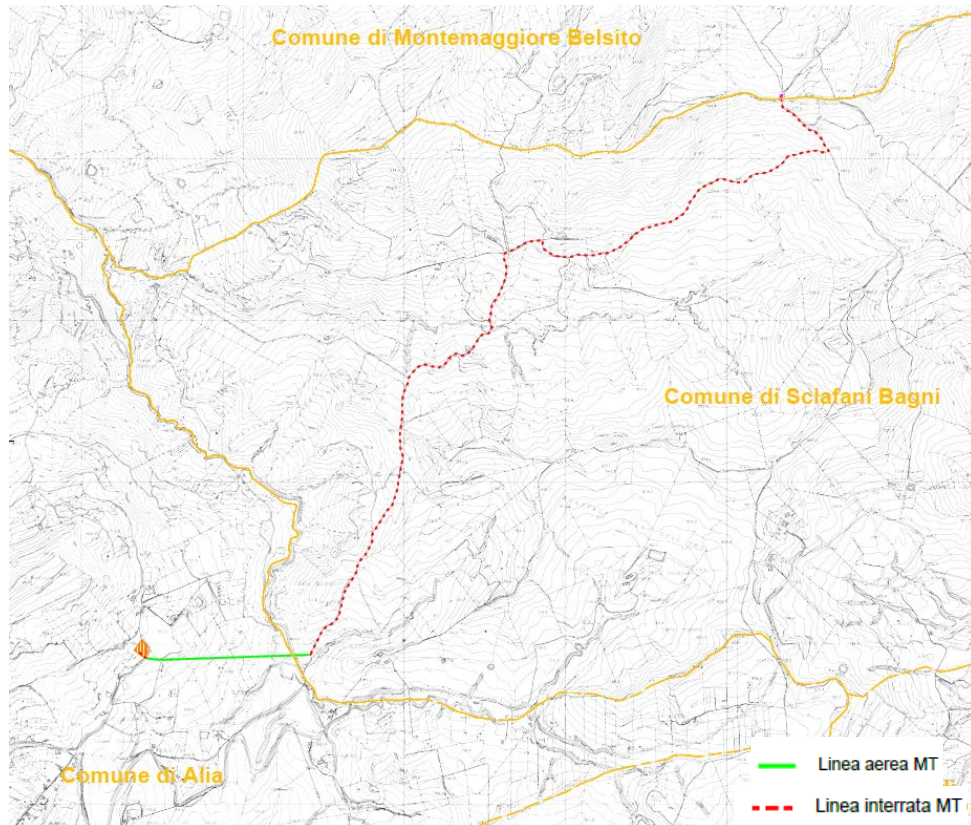 Comune di Montemaggiore Belsito
Comune di Sclafani Bagni
Comune di Alia
Linea aerea MT
Linea interrata MT